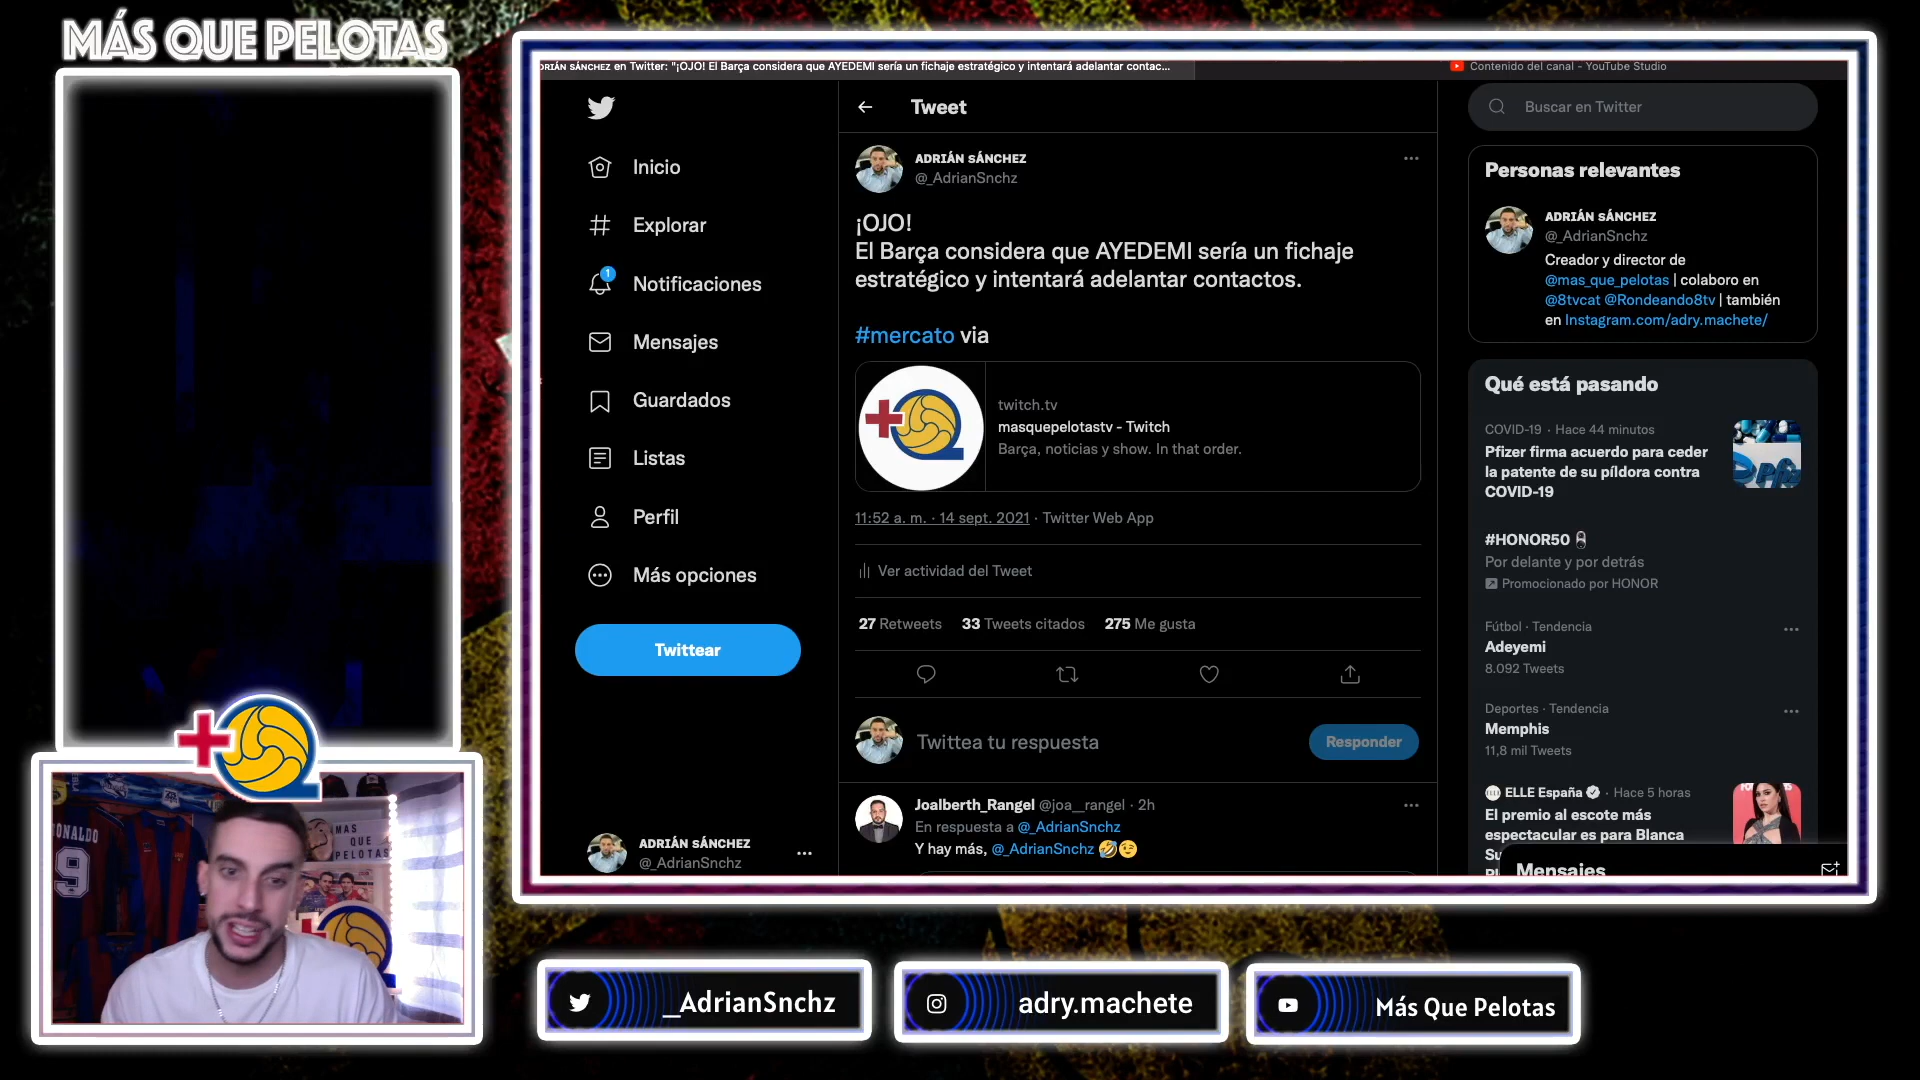 MÁS QUE PELOTAS
DRIÁN SÁNCHEZ en Twitter: "¡OJO! El Barça considera que AYEDEMI sería un fichaje estratégico y intentará adelantar contac...
Contenido del canal - YouTube Studio
Inicio
Explorar
1
Notificaciones
Mensajes
Guardados
Listas
Perfil
Más opciones
Twittear
ADRIÁN SÁNCHEZ
@_AdrianSnchz
Tweet
ADRIÁN SÁNCHEZ
@_AdrianSnchz
¡OJO!
El Barça considera que AYEDEMI sería un fichaje
estratégico y intentará adelantar contactos.
#mercato via
twitch.tv
masquepelotastv - Twitch
Barça, noticias y show. In that order.
11:52 a. m. · 14 sept. 2021 · Twitter Web App
Ver actividad del Tweet
27 Retweets 33 Tweets citados 275 Me gusta
Twittea tu respuesta
Responder
Joalberth_Rangel @joa__rangel · 2h
En respuesta a @_AdrianSnchz
Y hay más, @_AdrianSnchz 🤣😉
Buscar en Twitter
Personas relevantes
ADRIÁN SÁNCHEZ
@_AdrianSnchz
Creador y director de
@mas_que_pelotas | colaboro en
@8tvcat @Rondeando8tv | también
en Instagram.com/adry.machete/
Qué está pasando
COVID-19 · Hace 44 minutos
Pfizer firma acuerdo para ceder
la patente de su píldora contra
COVID-19
#HONOR50
Por delante y por detrás
Promocionado por HONOR
Fútbol · Tendencia
Adeyemi
8.092 Tweets
Deportes · Tendencia
Memphis
11,8 mil Tweets
ELLE España · Hace 5 horas
El premio al escote más
espectacular es para Blanca
Mensajes
ONALDO
9
MAS
QUE
PELOTAS
_AdrianSnchz
adry.machete
Más Que Pelotas